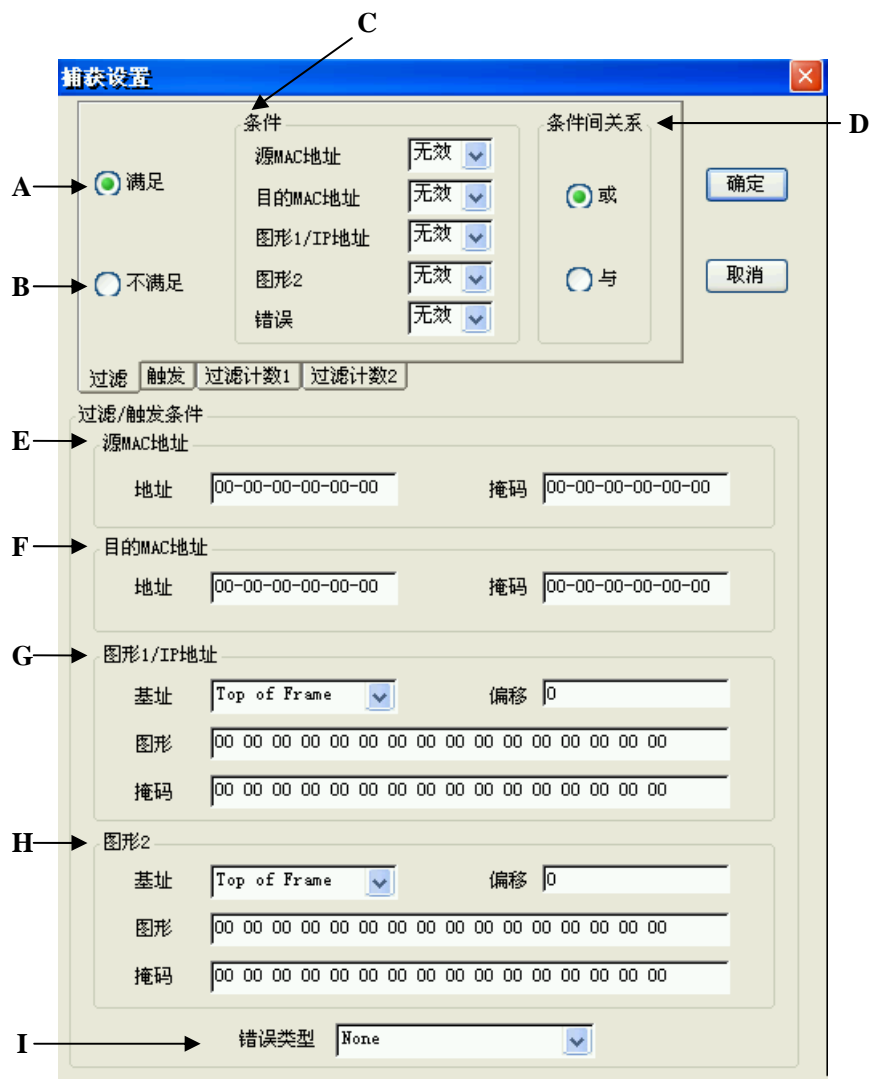 C
捕获设置
条件
条件间关系
D
源MAC地址 无效
A
满足
目的MAC地址 无效
或
确定
图形1/IP地址 无效
B
不满足
图形2 无效
与
取消
错误 无效
过滤 触发 过滤计数1 过滤计数2
过滤/触发条件
E
源MAC地址
地址 00-00-00-00-00-00 掩码 00-00-00-00-00-00
F
目的MAC地址
地址 00-00-00-00-00-00 掩码 00-00-00-00-00-00
G
图形1/IP地址
基址 Top of Frame 偏移 0
图形 00 00 00 00 00 00 00 00 00 00 00 00 00 00 00 00
掩码 00 00 00 00 00 00 00 00 00 00 00 00 00 00 00 00
H
图形2
基址 Top of Frame 偏移 0
图形 00 00 00 00 00 00 00 00 00 00 00 00 00 00 00 00
掩码 00 00 00 00 00 00 00 00 00 00 00 00 00 00 00 00
I
错误类型 None